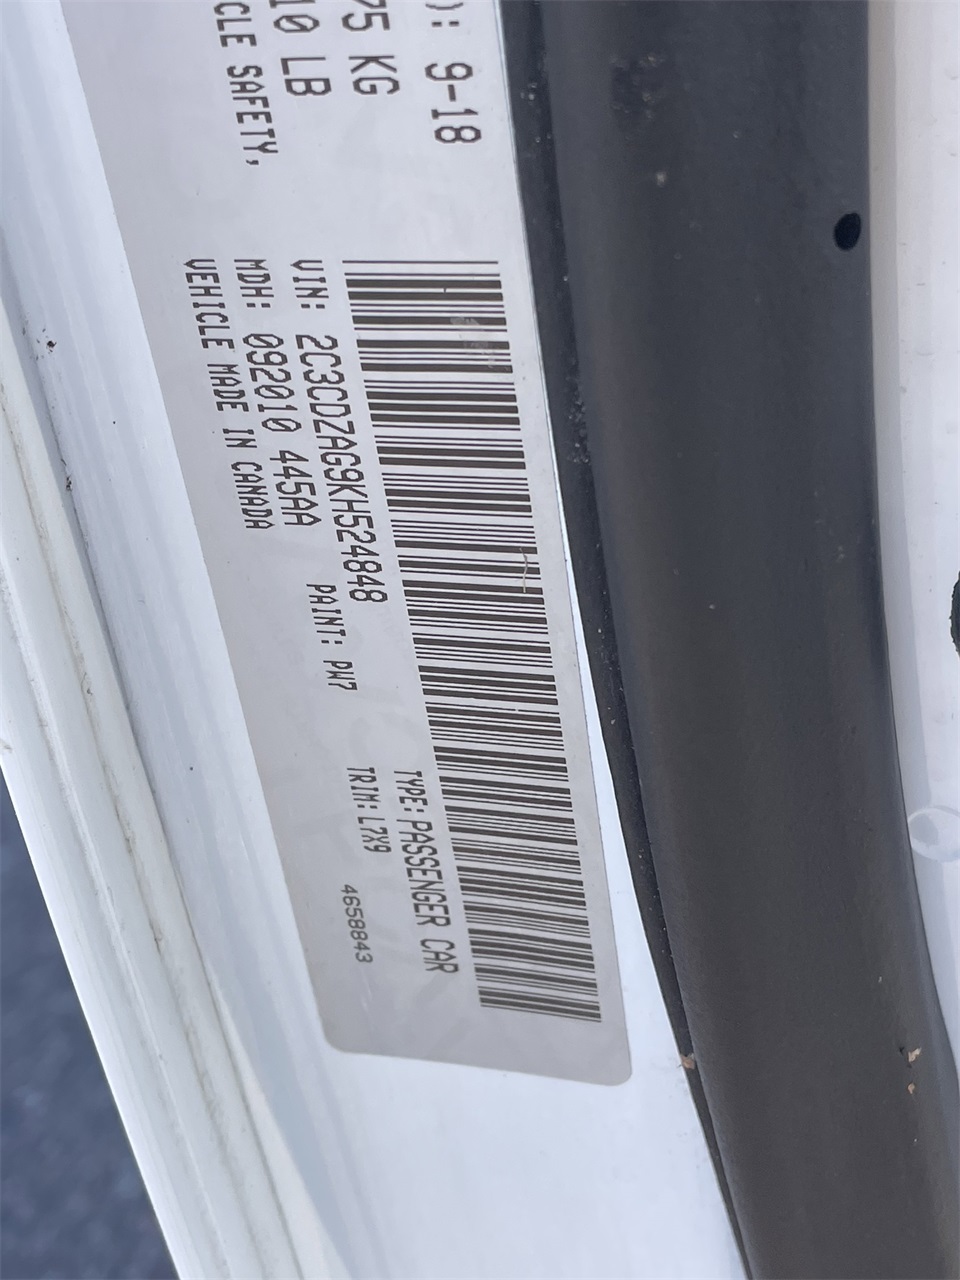 ): 9-18
75 KG
10 LB
CLE SAFETY,
VIN: 2C3CDZAG9KH524848
TYPE: PASSENGER CAR
MDH: 092010 445AA
PAINT: PW7
TRIM: L7X9
VEHICLE MADE IN CANADA
4658843